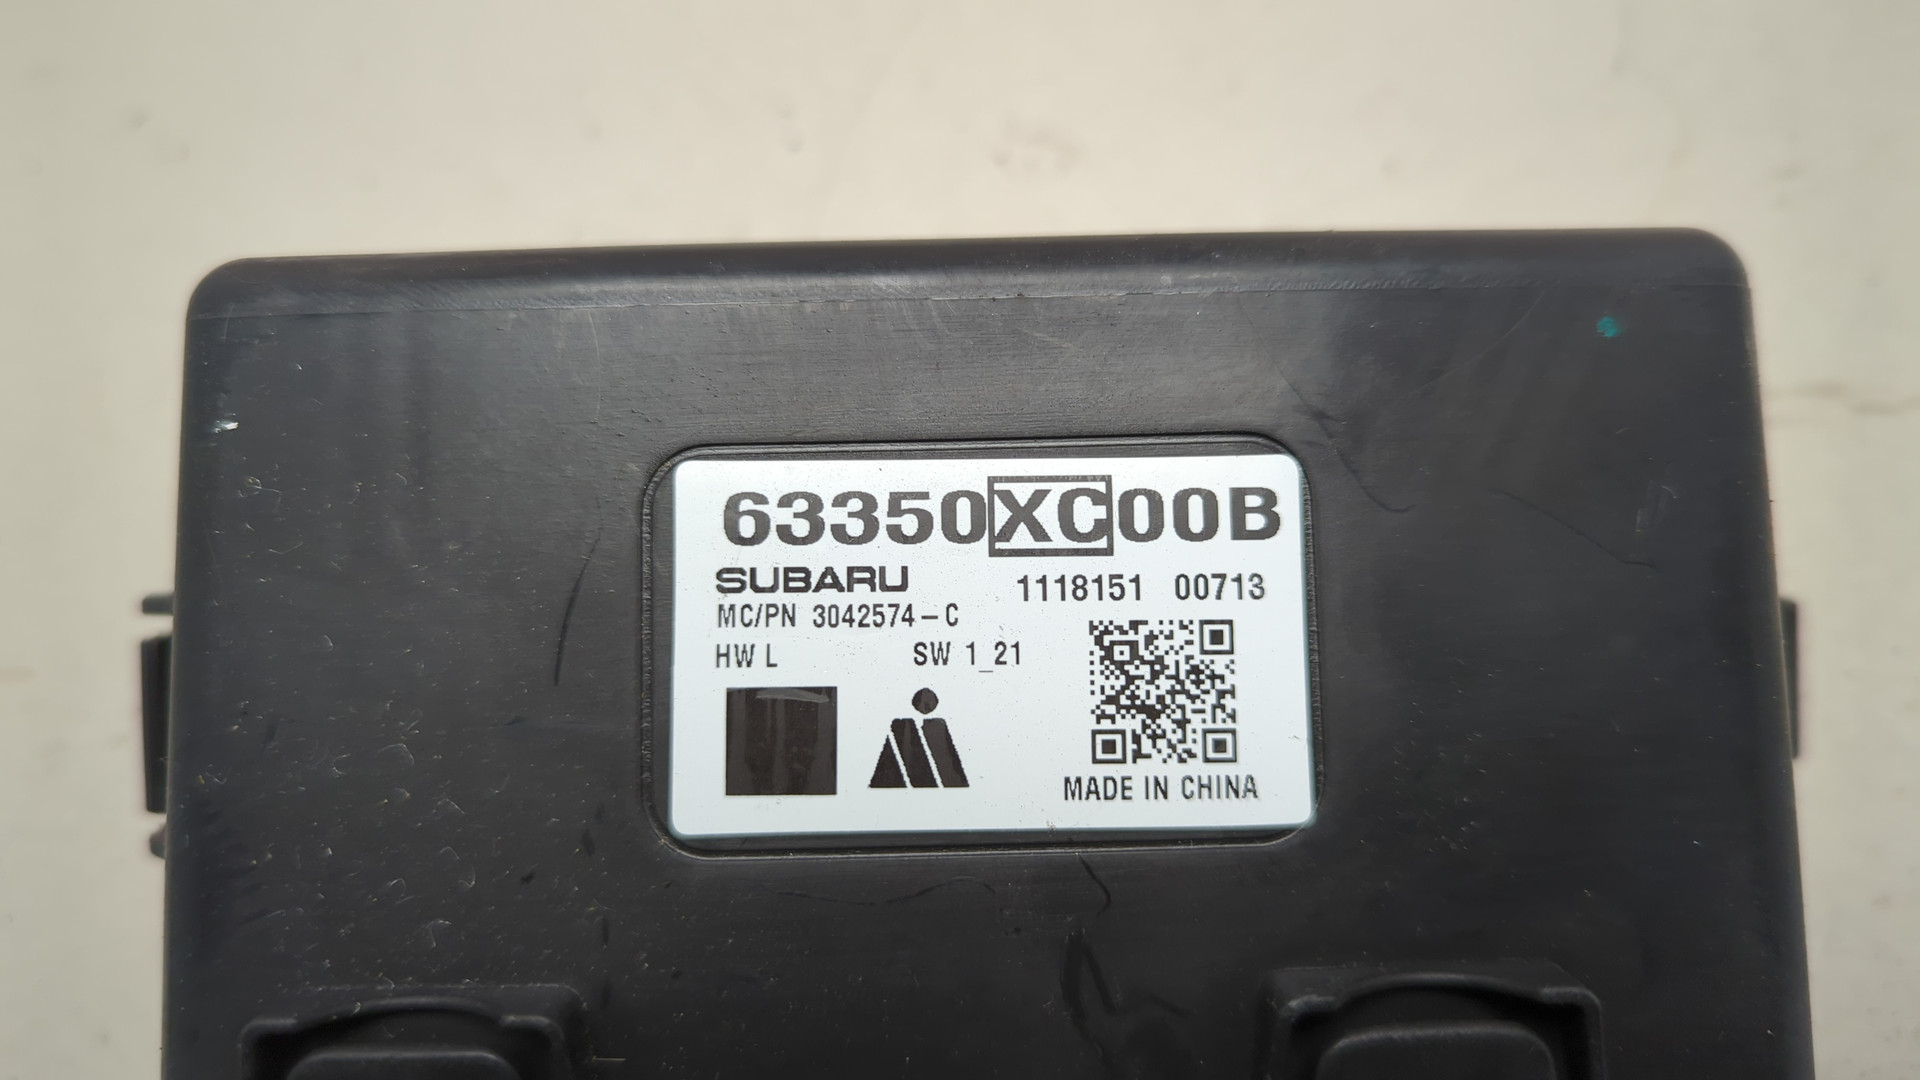 63350XC00B
SUBARU 1118151 00713
MC/PN 3042574-C
HW L SW 1_21
MADE IN CHINA